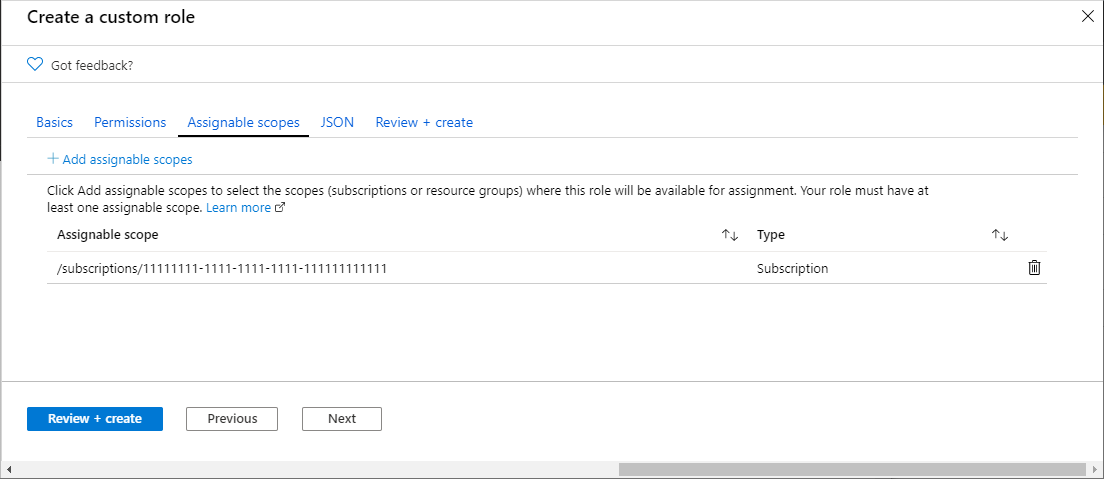 Create a custom role
Got feedback?
Basics Permissions Assignable scopes JSON Review + create
+ Add assignable scopes
Click Add assignable scopes to select the scopes (subscriptions or resource groups) where this role will be available for assignment. Your role must have at
least one assignable scope. Learn more
Assignable scope Type
/subscriptions/11111111-1111-1111-1111-111111111111 Subscription
Review + create Previous Next